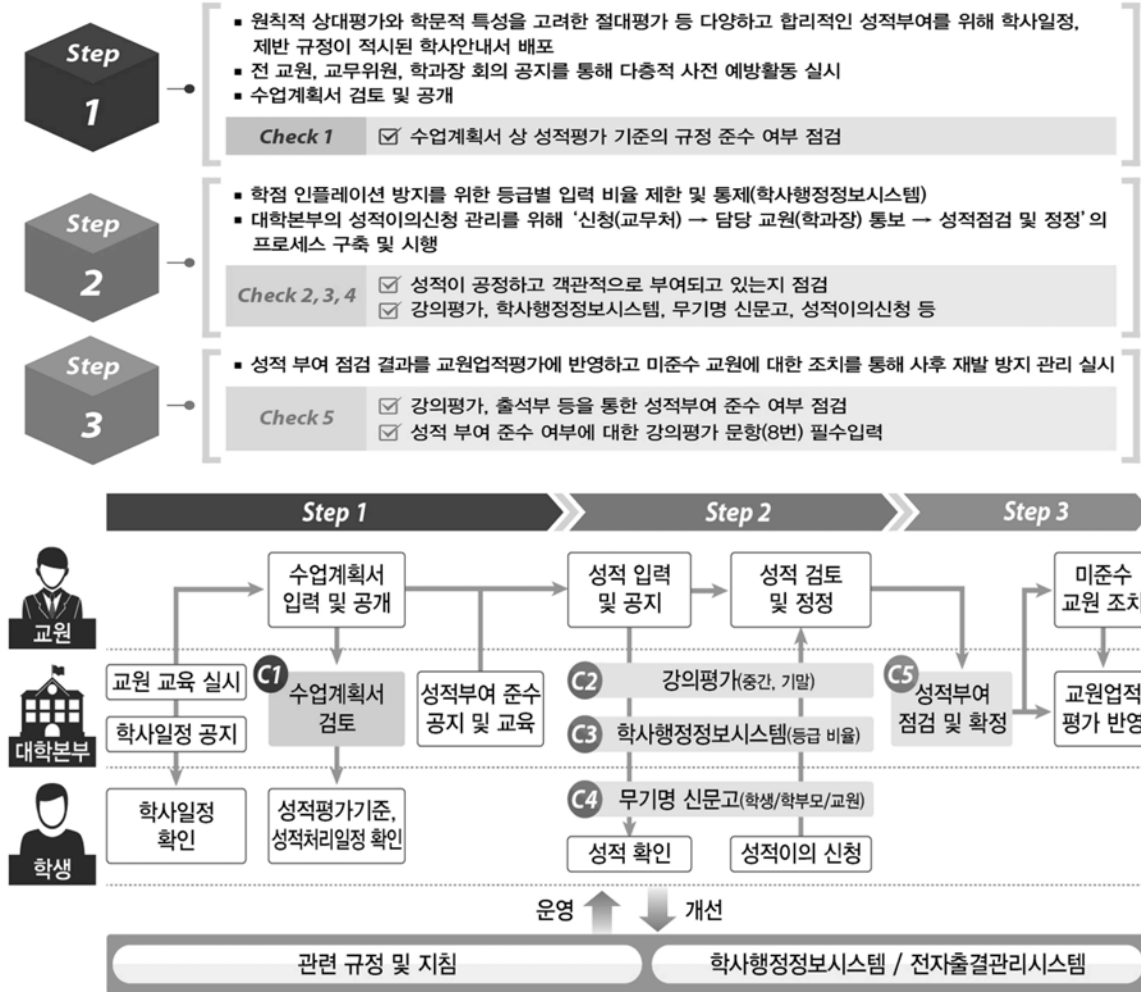 Step
1
▪ 원칙적 상대평가와 학문적 특성을 고려한 절대평가 등 다양하고 합리적인 성적부여를 위해 학사일정,
제반 규정이 적시된 학사안내서 배포
▪ 전 교원, 교무위원, 학과장 회의 공지를 통해 다층적 사전 예방활동 실시
▪ 수업계획서 검토 및 공개
Check 1
☑ 수업계획서 상 성적평가 기준의 규정 준수 여부 점검
Step
2
▪ 학점 인플레이션 방지를 위한 등급별 입력 비율 제한 및 통제(학사행정정보시스템)
▪ 대학본부의 성적이의신청 관리를 위해 ‘신청(교무처) → 담당 교원(학과장) 통보 → 성적점검 및 정정’의
프로세스 구축 및 시행
Check 2, 3, 4
☑ 성적이 공정하고 객관적으로 부여되고 있는지 점검
☑ 강의평가, 학사행정정보시스템, 무기명 신문고, 성적이의신청 등
Step
3
▪ 성적 부여 점검 결과를 교원업적평가에 반영하고 미준수 교원에 대한 조치를 통해 사후 재발 방지 관리 실시
Check 5
☑ 강의평가, 출석부 등을 통한 성적부여 준수 여부 점검
☑ 성적 부여 준수 여부에 대한 강의평가 문항(8번) 필수입력
Step 1
Step 2
Step 3
교원
수업계획서
입력 및 공개
성적 입력
및 공지
성적 검토
및 정정
미준수
교원 조치
대학본부
교원 교육 실시
학사일정 공지
C1
수업계획서
검토
성적부여 준수
공지 및 교육
C2
강의평가(중간, 기말)
C3
학사행정정보시스템(등급 비율)
C5
성적부여
점검 및 확정
교원업적
평가 반영
학생
학사일정
확인
성적평가기준,
성적처리일정 확인
C4
무기명 신문고(학생/학부모/교원)
성적 확인
성적이의 신청
운영
개선
관련 규정 및 지침
학사행정정보시스템 / 전자출결관리시스템